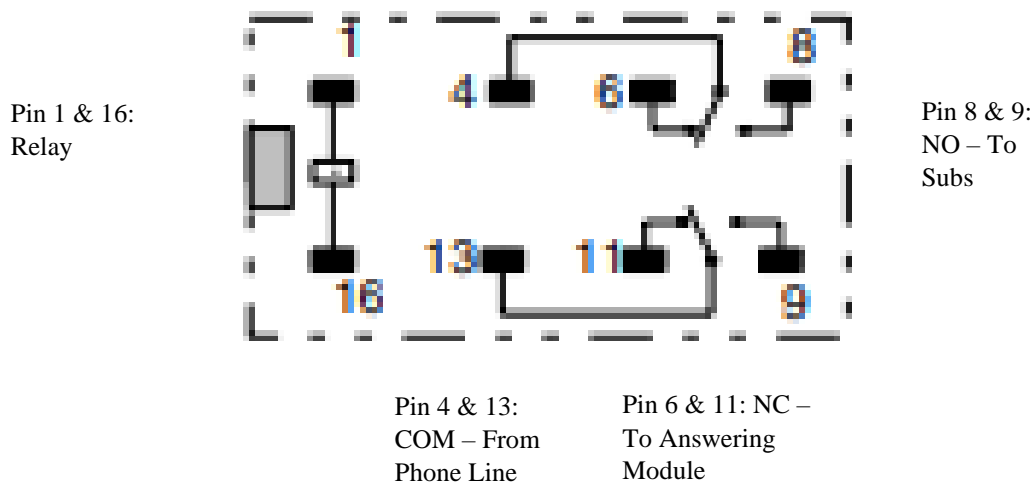 1
8
4
6
Pin 1 & 16:
Relay
Pin 8 & 9:
NO – To
Subs
13
11
16
9
Pin 4 & 13:
COM – From
Phone Line
Pin 6 & 11: NC –
To Answering
Module